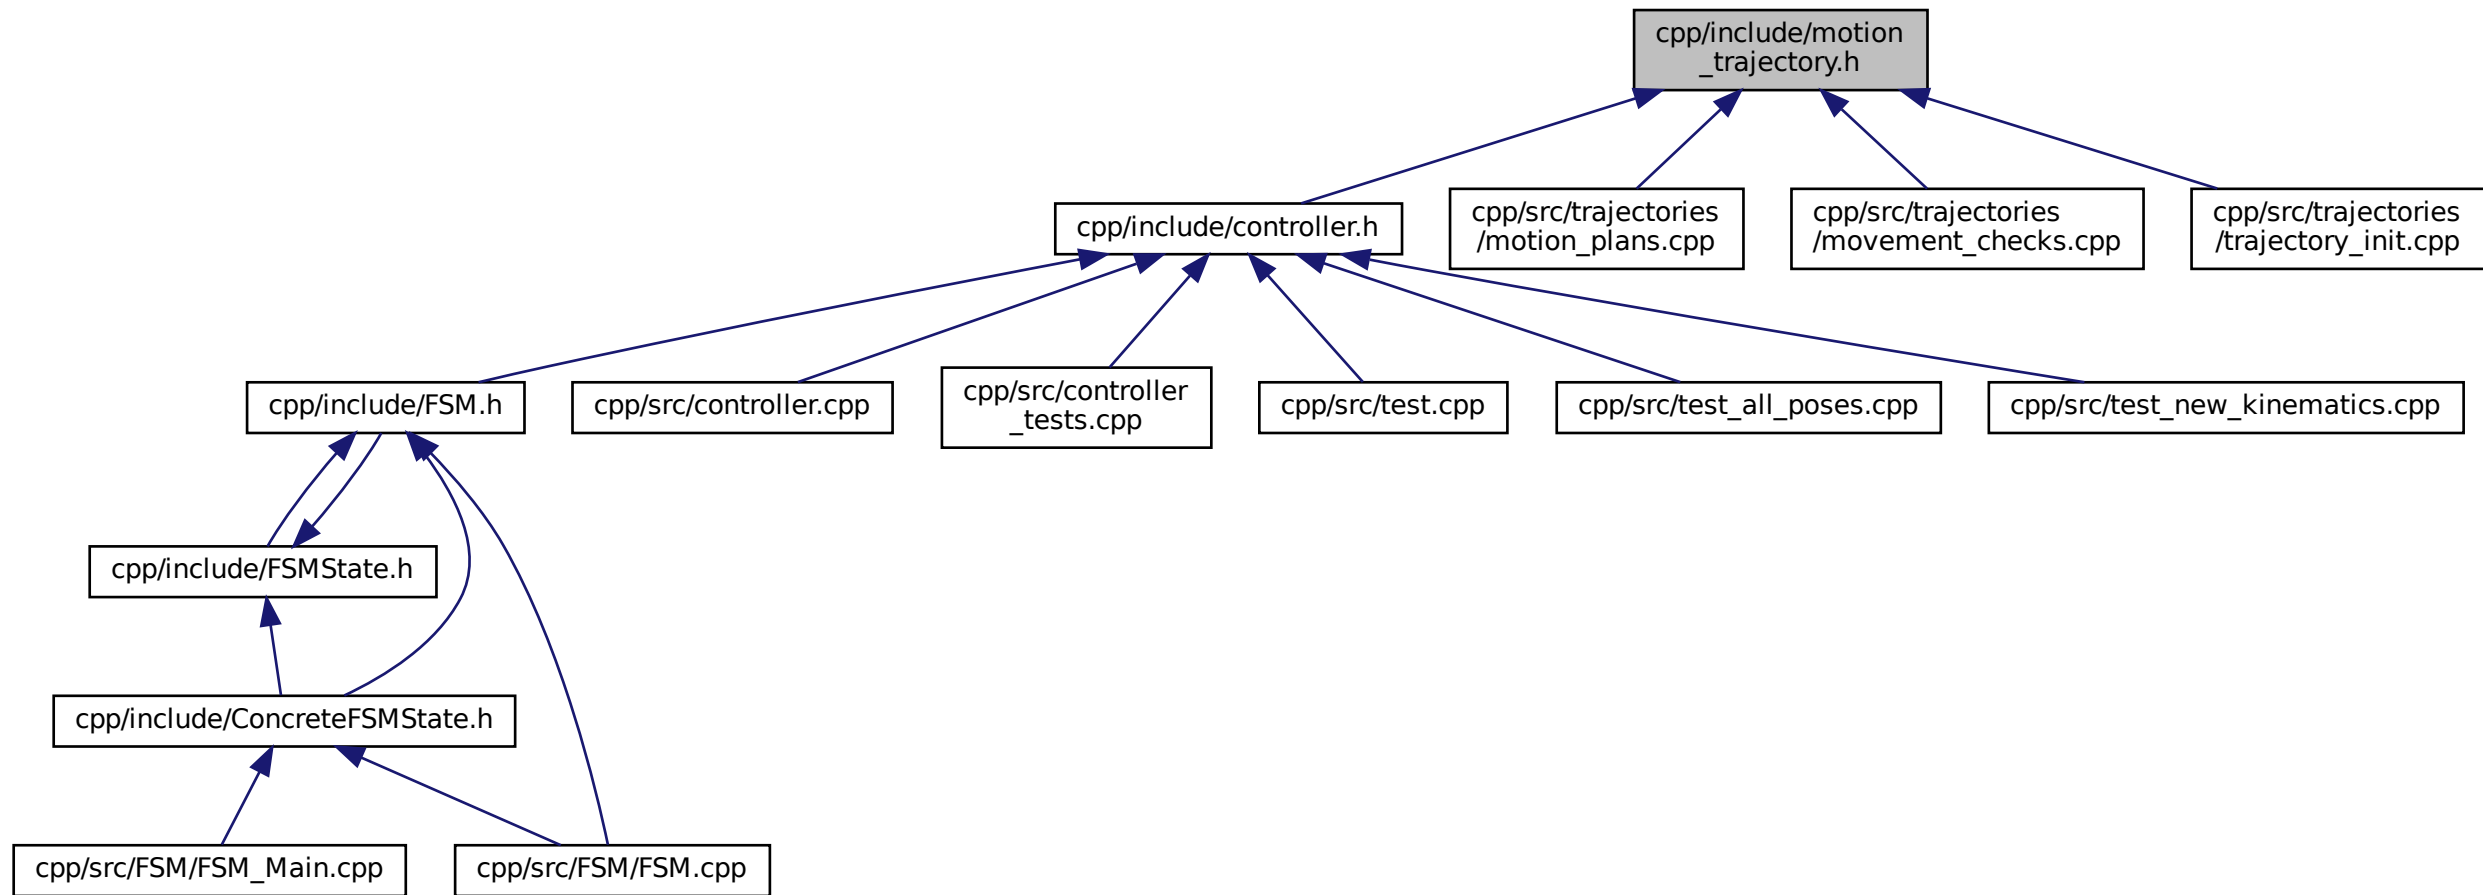 cpp/include/motion
_trajectory.h
cpp/include/controller.h
cpp/src/trajectories
/motion_plans.cpp
cpp/src/trajectories
/movement_checks.cpp
cpp/src/trajectories
/trajectory_init.cpp
cpp/include/FSM.h
cpp/src/controller.cpp
cpp/src/controller
_tests.cpp
cpp/src/test.cpp
cpp/src/test_all_poses.cpp
cpp/src/test_new_kinematics.cpp
cpp/include/FSMState.h
cpp/include/ConcreteFSMState.h
cpp/src/FSM/FSM_Main.cpp
cpp/src/FSM/FSM.cpp